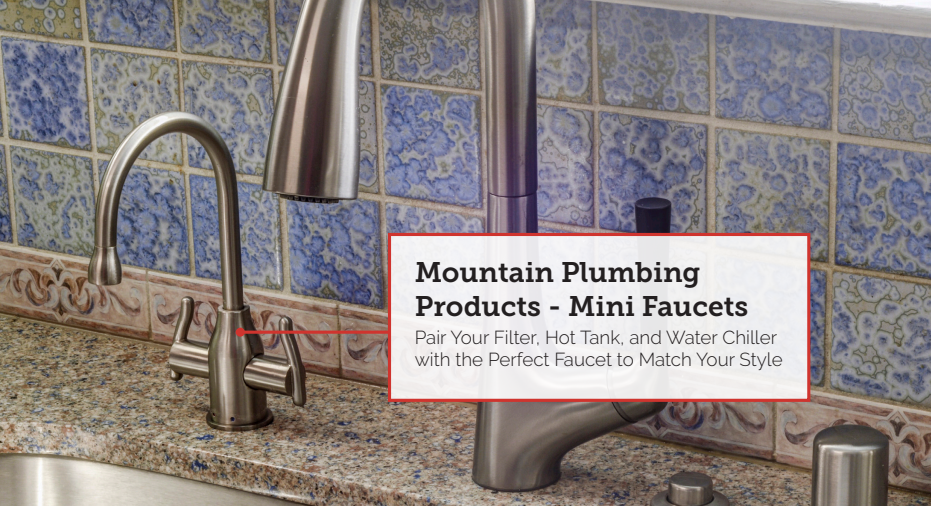 Mountain Plumbing
Products - Mini Faucets
Pair Your Filter, Hot Tank, and Water Chiller
with the Perfect Faucet to Match Your Style